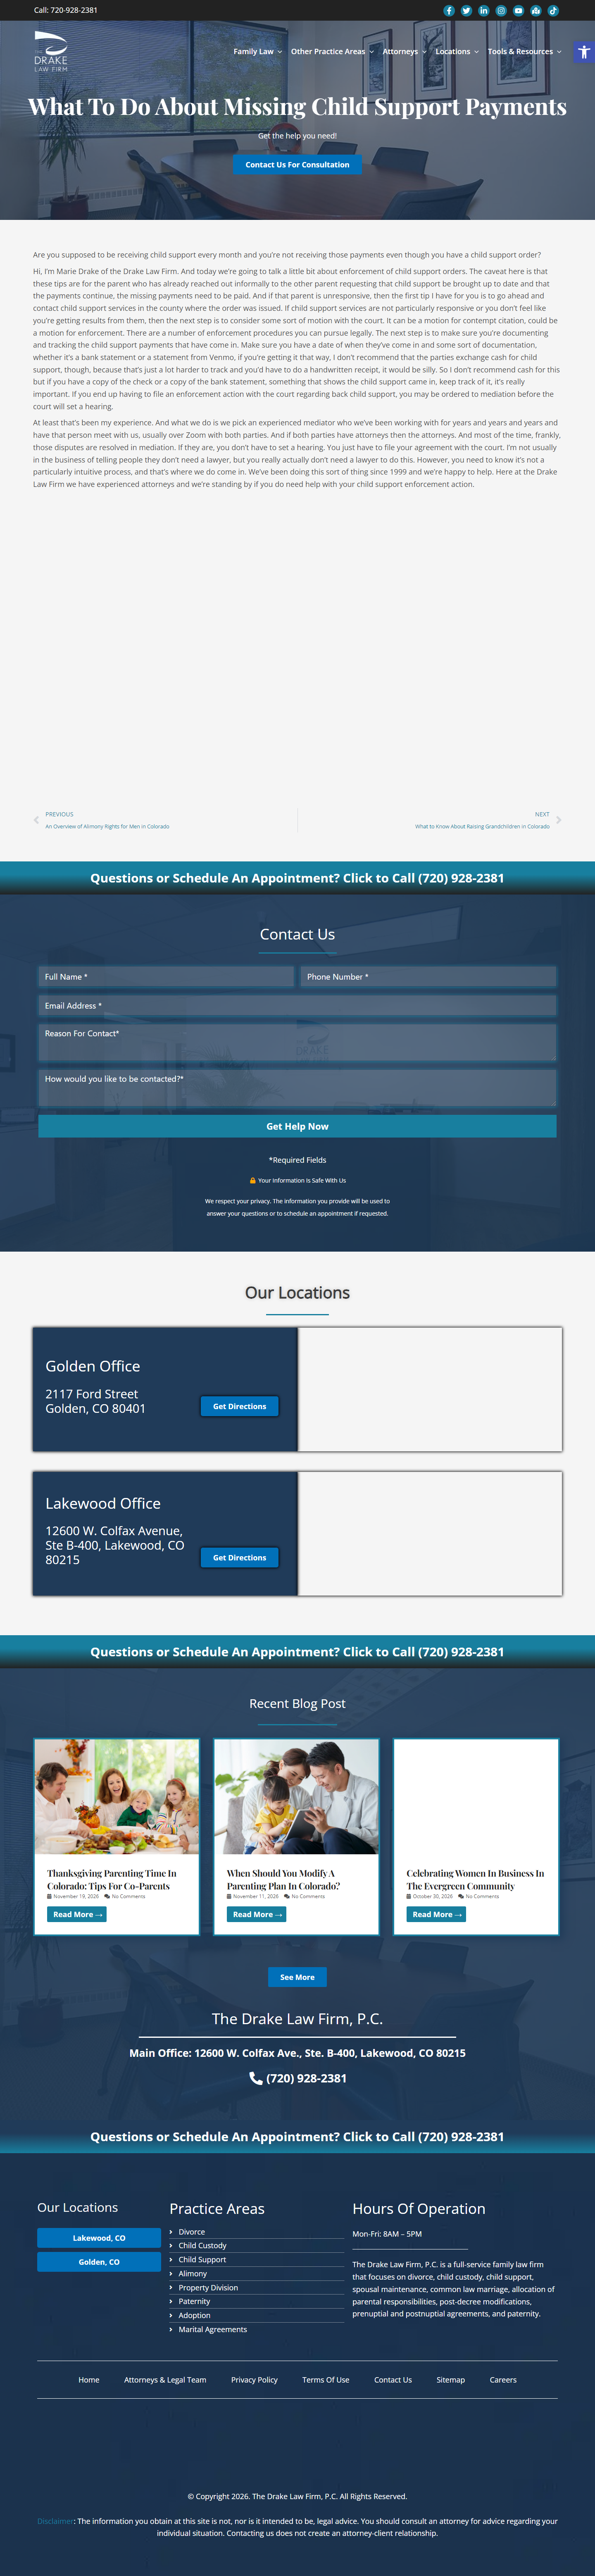 Call: 720-928-2381
THE
DRAKE
LAW FIRM
Family Law
Other Practice Areas
Attorneys
Locations
Tools & Resources
What To Do About Missing Child Support Payments
Get the help you need!
Contact Us For Consultation
Are you supposed to be receiving child support every month and you're not receiving those payments even though you have a child support order?
Hi, I'm Marie Drake of the Drake Law Firm. And today we're going to talk a little bit about enforcement of child support orders. The caveat here is that
these tips are for the parent who has already reached out informally to the other parent requesting that child support be brought up to date and that
the payments continue, the missing payments need to be paid. And if that parent is unresponsive, then the first tip I have for you is to go ahead and
contact child support services in the county where the order was issued. If child support services are not particularly responsive or you don't feel like
you're getting results from them, then the next step is to consider some sort of motion with the court. It can be a motion for contempt citation, could be
a motion for enforcement. There are a number of enforcement procedures you can pursue legally. The next step is to make sure you're documenting
and tracking the child support payments that have come in. Make sure you have a date of when they've come in and some sort of documentation,
whether it's a bank statement or a statement from Venmo, if you're getting it that way, I don't recommend that the parties exchange cash for child
support, though, because that's just a lot harder to track and you'd have to do a handwritten receipt, it would be silly. So I don't recommend cash for this
but if you have a copy of the check or a copy of the bank statement, something that shows the child support came in, keep track of it, it's really
important. If you end up having to file an enforcement action with the court regarding back child support, you may be ordered to mediation before the
court will set a hearing.
At least that's been my experience. And what we do is we pick an experienced mediator who we've been working with for years and years and years and
have that person meet with us, usually over Zoom with both parties. And if both parties have attorneys then the attorneys. And most of the time, frankly,
those disputes are resolved in mediation. If they are, you don't have to set a hearing. You just have to file your agreement with the court. I'm not usually
in the business of telling people they don't need a lawyer, but you really actually don't need a lawyer to do this. However, you need to know it's not a
particularly intuitive process, and that's where we do come in. We've been doing this sort of thing since 1999 and we're happy to help. Here at the Drake
Law Firm we have experienced attorneys and we're standing by if you do need help with your child support enforcement action.
PREVIOUS
An Overview of Alimony Rights for Men in Colorado
NEXT
What to Know About Raising Grandchildren in Colorado
Questions or Schedule An Appointment? Click to Call (720) 928-2381
Contact Us
Full Name *
Phone Number *
Email Address *
Reason For Contact*
How would you like to be contacted?*
Get Help Now
*Required Fields
Your Information Is Safe With Us
We respect your privacy. The information you provide will be used to
answer your questions or to schedule an appointment if requested.
Our Locations
Golden Office
2117 Ford Street
Golden, CO 80401
Get Directions
Lakewood Office
12600 W. Colfax Avenue,
Ste B-400, Lakewood, CO
80215
Get Directions
Questions or Schedule An Appointment? Click to Call (720) 928-2381
Recent Blog Post
Thanksgiving Parenting Time In
Colorado: Tips For Co-Parents
November 19, 2026 No Comments
Read More →
When Should You Modify A
Parenting Plan In Colorado?
November 11, 2026 No Comments
Read More →
Celebrating Women In Business In
The Evergreen Community
October 30, 2026 No Comments
Read More →
See More
The Drake Law Firm, P.C.
Main Office: 12600 W. Colfax Ave., Ste. B-400, Lakewood, CO 80215
(720) 928-2381
Questions or Schedule An Appointment? Click to Call (720) 928-2381
Our Locations
Lakewood, CO
Golden, CO
Practice Areas
Divorce
Child Custody
Child Support
Alimony
Property Division
Paternity
Adoption
Marital Agreements
Hours Of Operation
Mon-Fri: 8AM – 5PM
The Drake Law Firm, P.C. is a full-service family law firm
that focuses on divorce, child custody, child support,
spousal maintenance, common law marriage, allocation of
parental responsibilities, post-decree modifications,
prenuptial and postnuptial agreements, and paternity.
Home
Attorneys & Legal Team
Privacy Policy
Terms Of Use
Contact Us
Sitemap
Careers
© Copyright 2026. The Drake Law Firm, P.C. All Rights Reserved.
Disclaimer: The information you obtain at this site is not, nor is it intended to be, legal advice. You should consult an attorney for advice regarding your
individual situation. Contacting us does not create an attorney-client relationship.